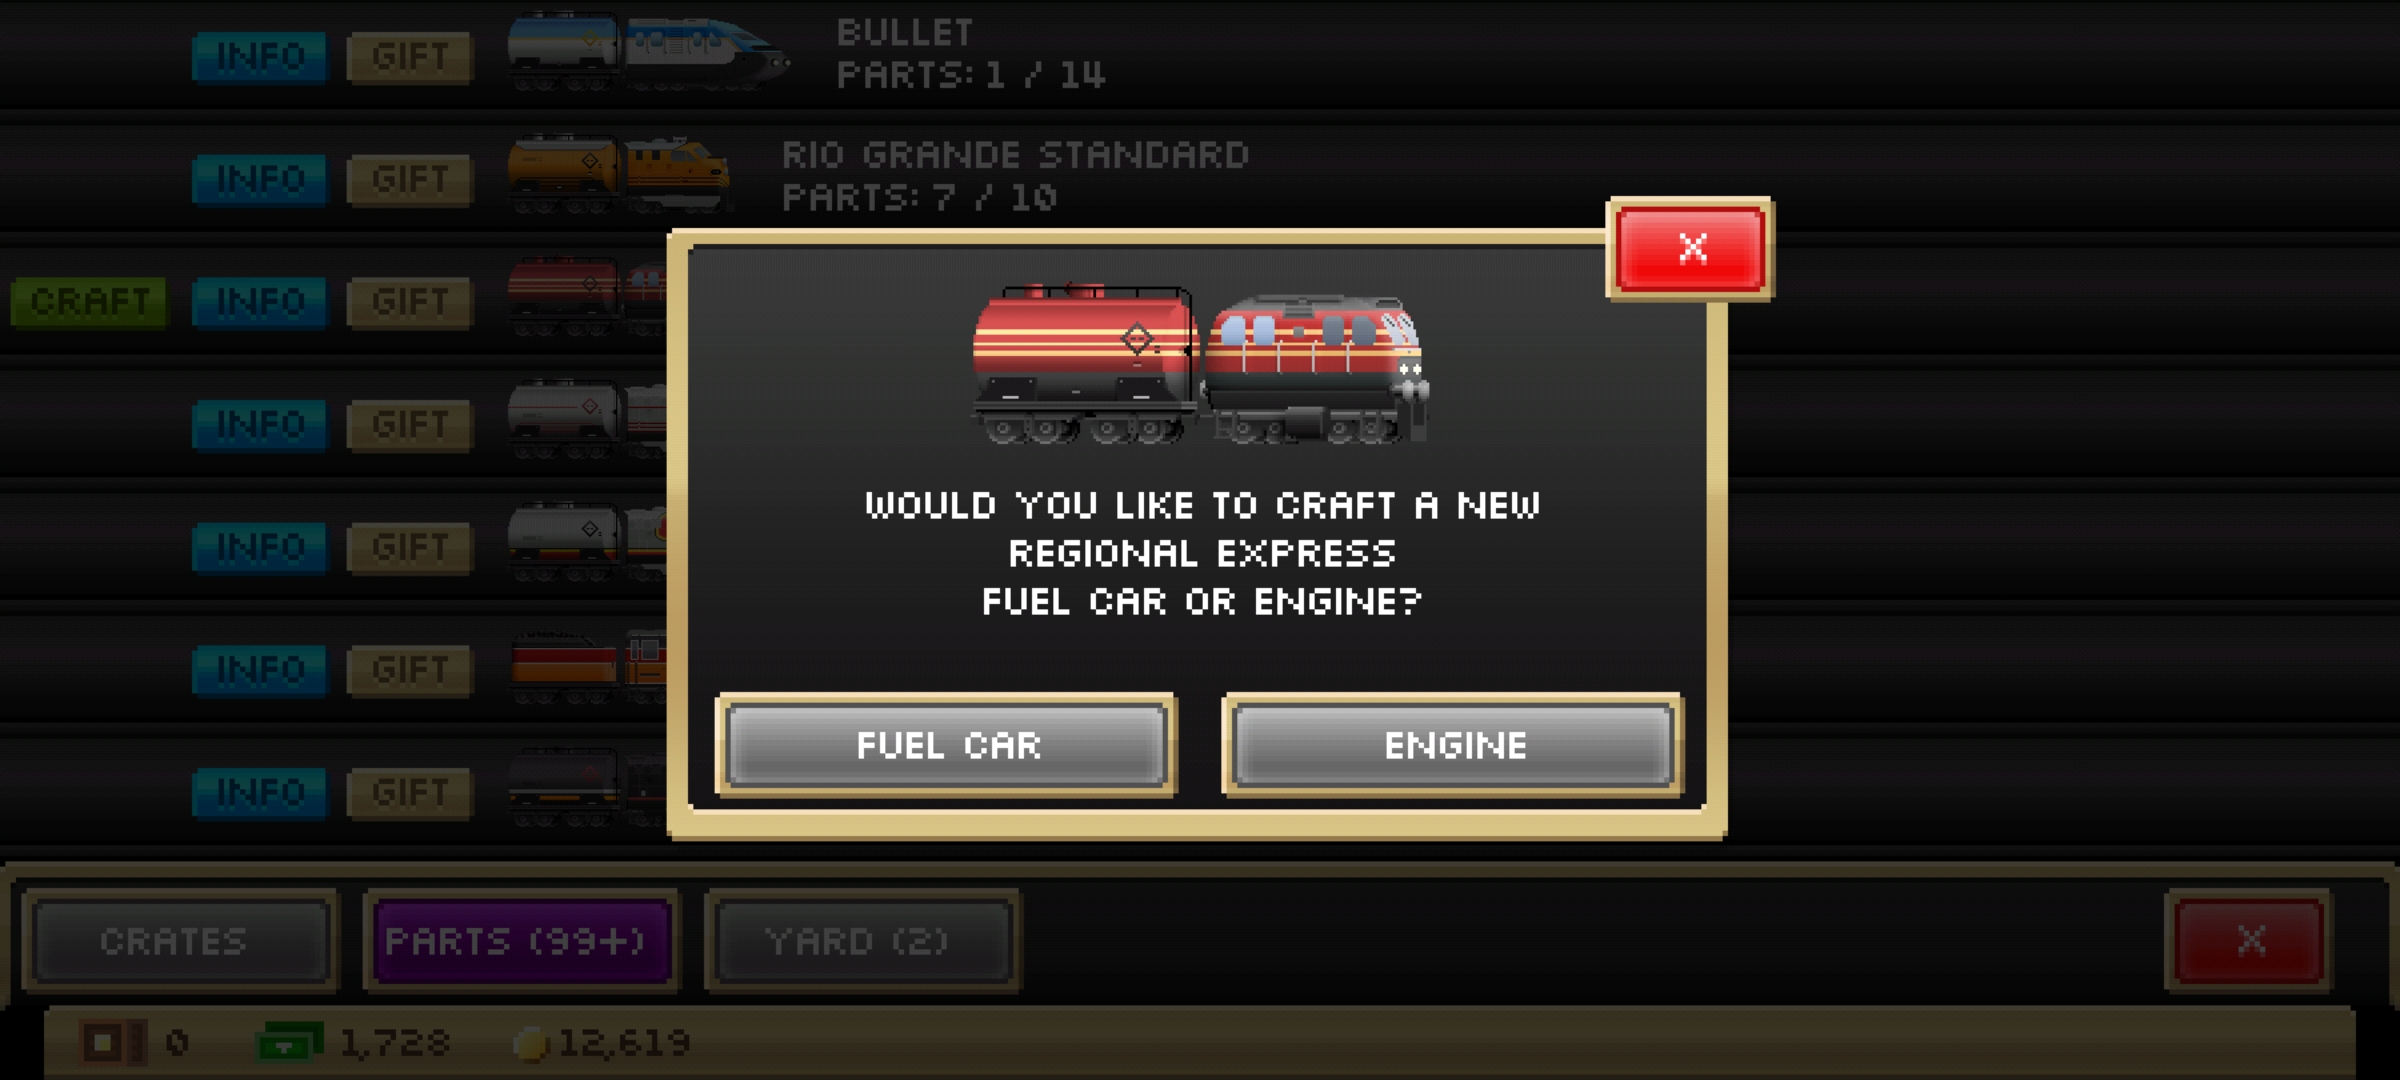 INFO GIFT BULLET
PARTS: 1 / 14
INFO GIFT RIO GRANDE STANDARD
PARTS: 7 / 10
CRAFT INFO GIFT
INFO GIFT
INFO GIFT
INFO GIFT
INFO GIFT
X
WOULD YOU LIKE TO CRAFT A NEW
REGIONAL EXPRESS
FUEL CAR OR ENGINE?
FUEL CAR ENGINE
CRATES PARTS (99+) YARD (2) X
0 1,728 12,619